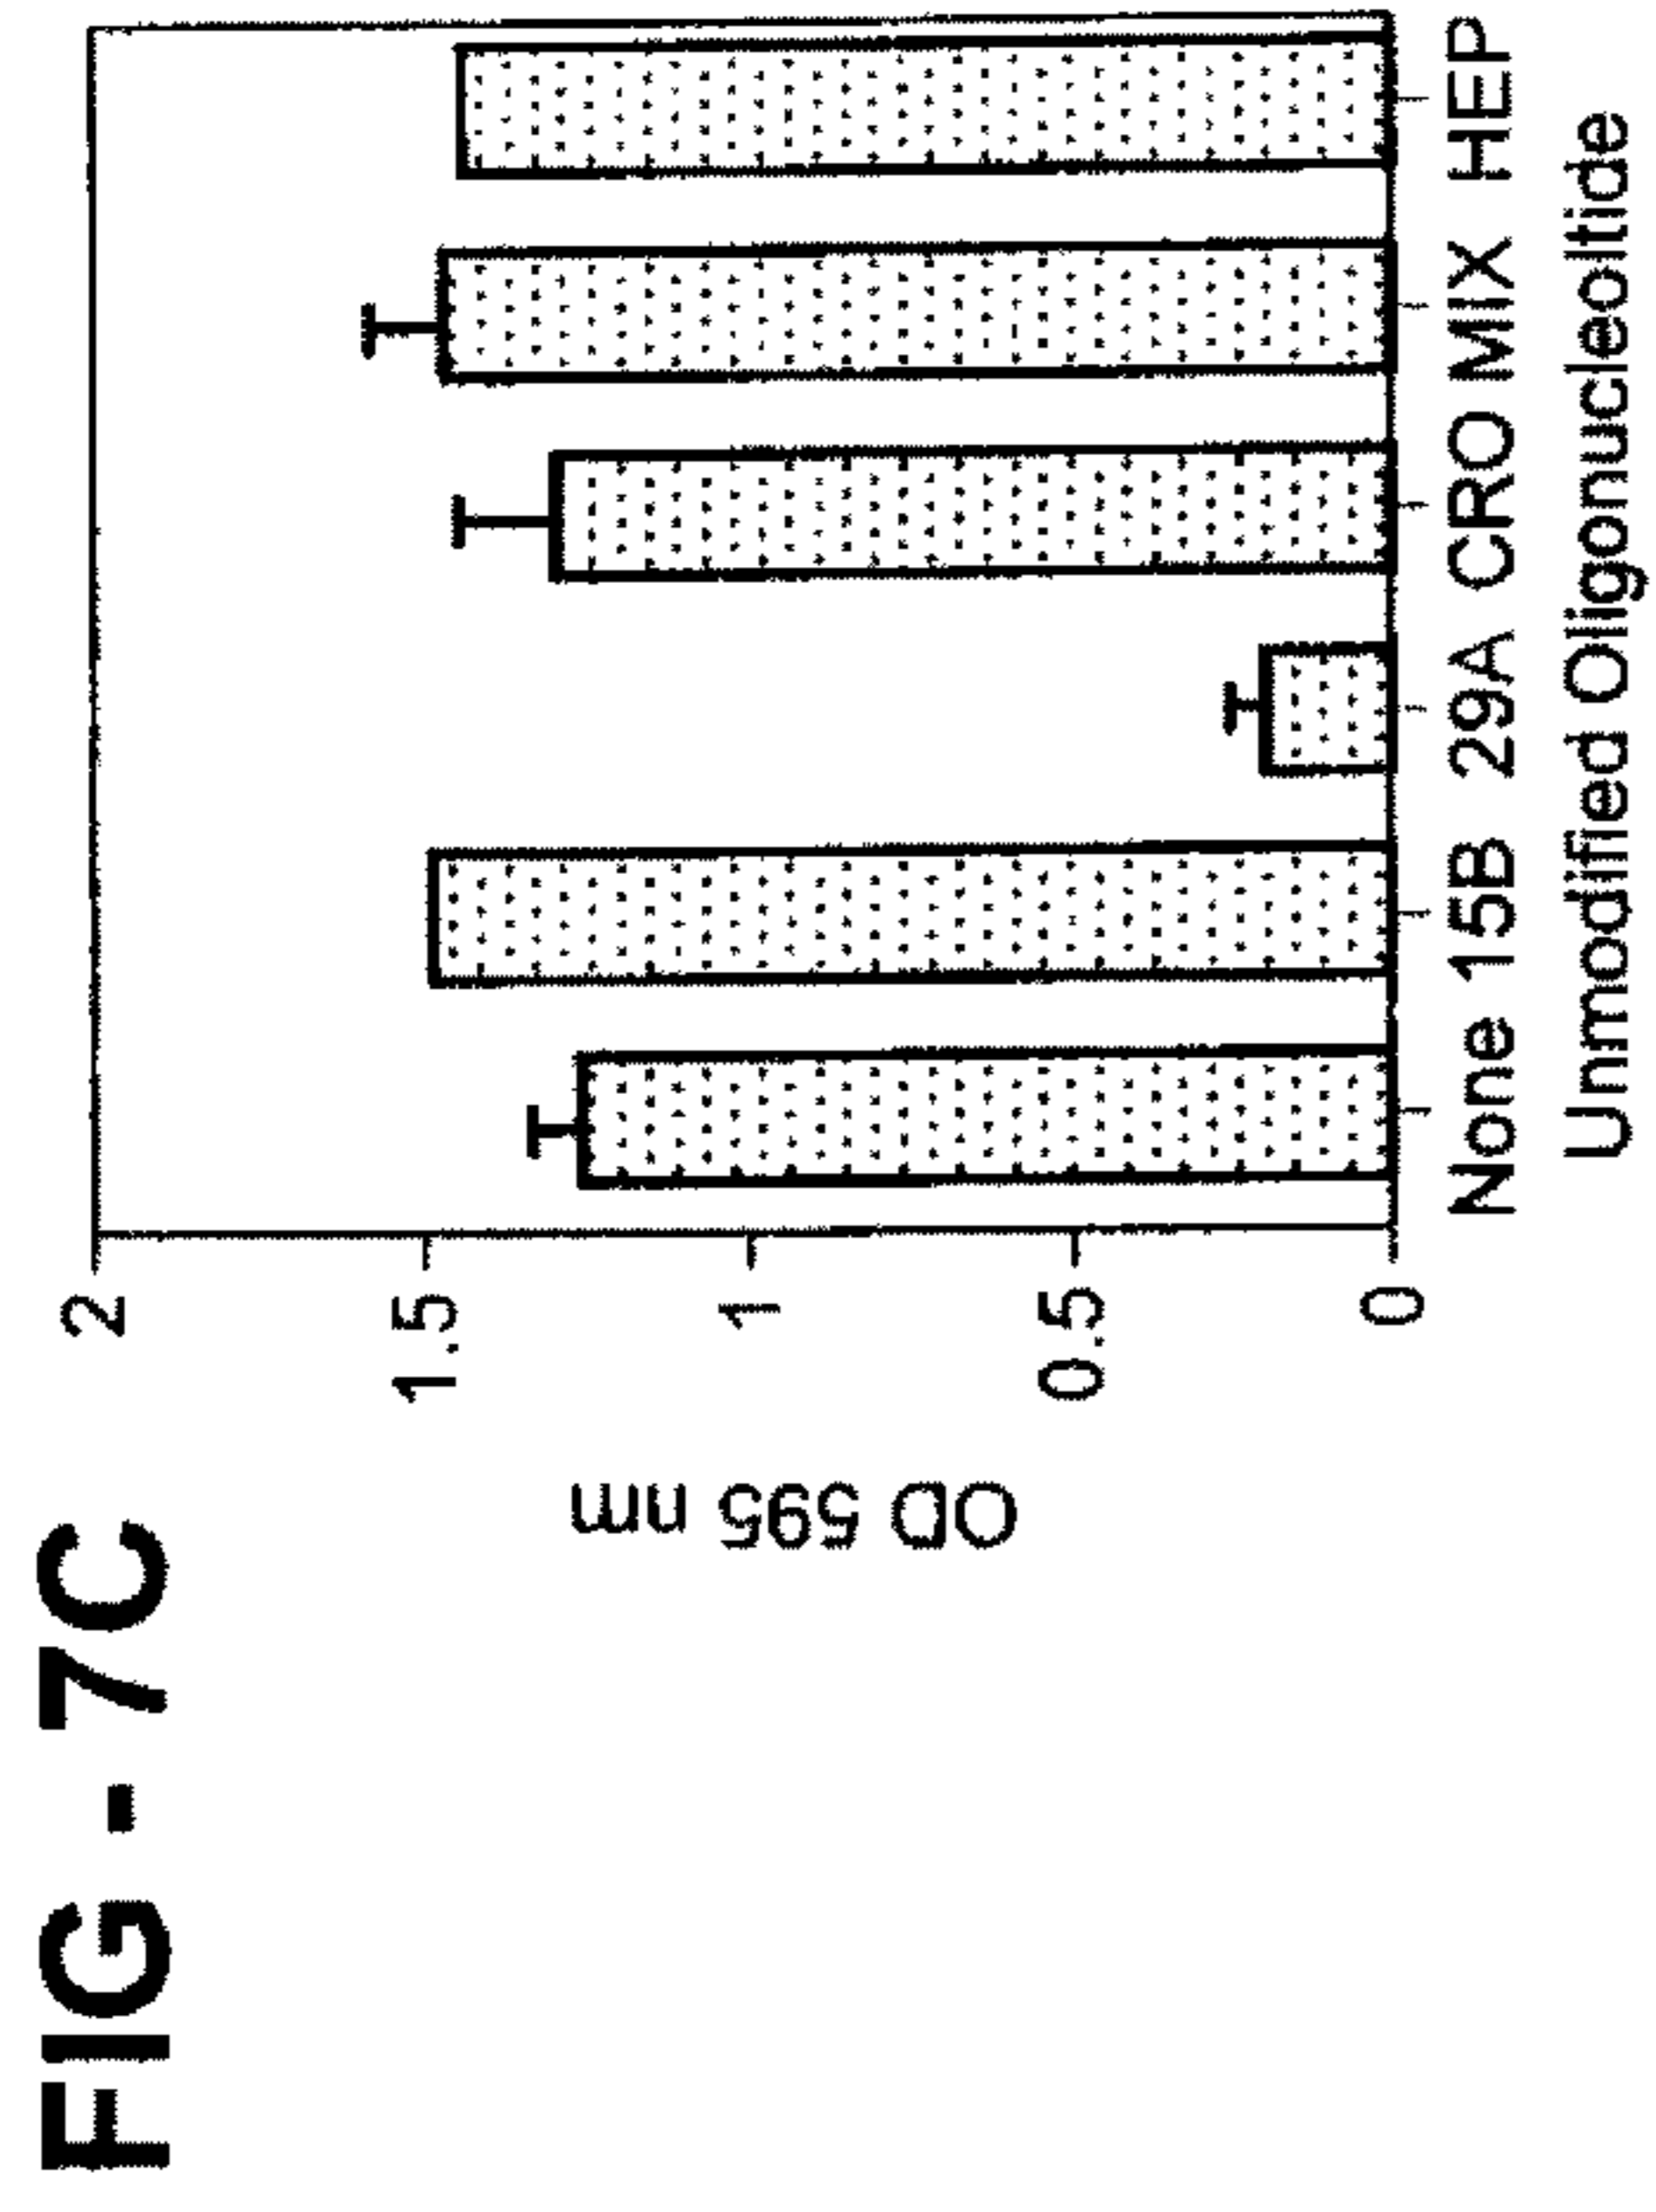 FIG - 7C
OD 595 nm
2
1.5
1
0.5
0
None 15B 29A CRO MIX HEP
Unmodified Oligonucleotide